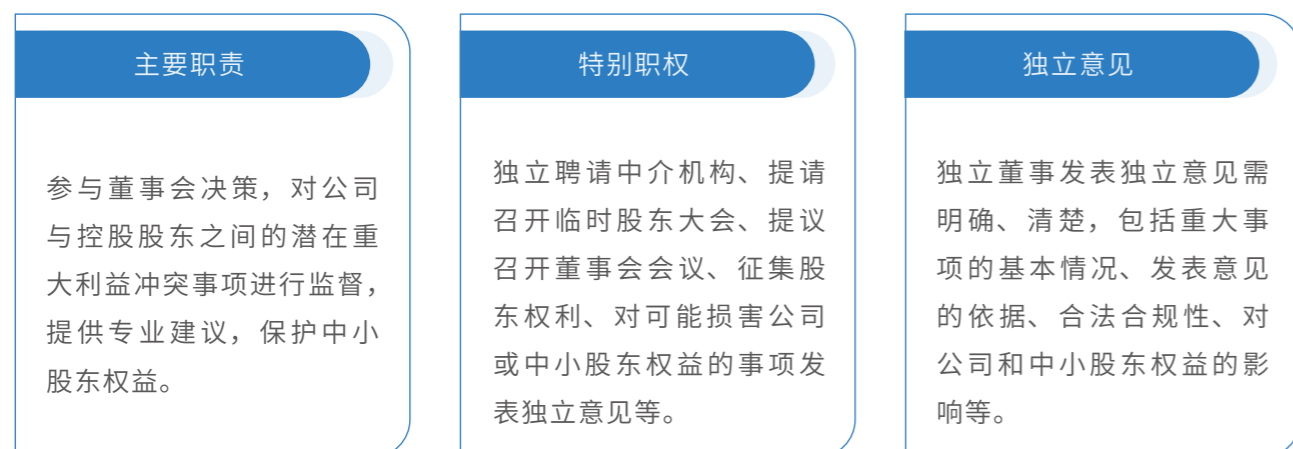 主要职责
参与董事会决策，对公司
与控股股东之间的潜在重
大利益冲突事项进行监督，
提供专业建议，保护中小
股东权益。
特别职权
独立聘请中介机构、提请
召开临时股东大会、提议
召开董事会会议、征集股
东权利、对可能损害公司
或中小股东权益的事项发
表独立意见等。
独立意见
独立董事发表独立意见需
明确、清楚，包括重大事
项的基本情况、发表意见
的依据、合法合规性、对
公司和中小股东权益的影
响等。